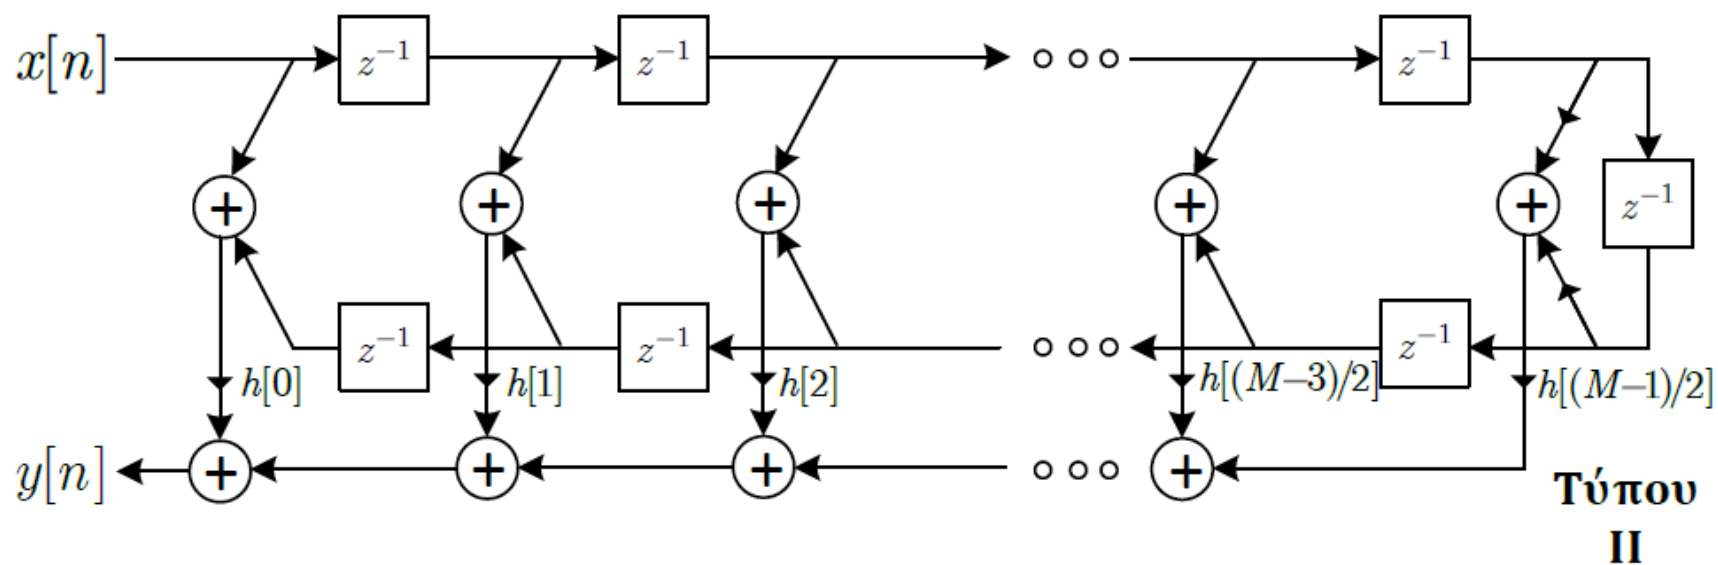 x[n] z⁻¹ z⁻¹ z⁻¹
+ + + + + z⁻¹
z⁻¹ z⁻¹ z⁻¹
h[0] h[1] h[2] h[(M−3)/2] h[(M−1)/2]
y[n] + + + +
Τύπου
II